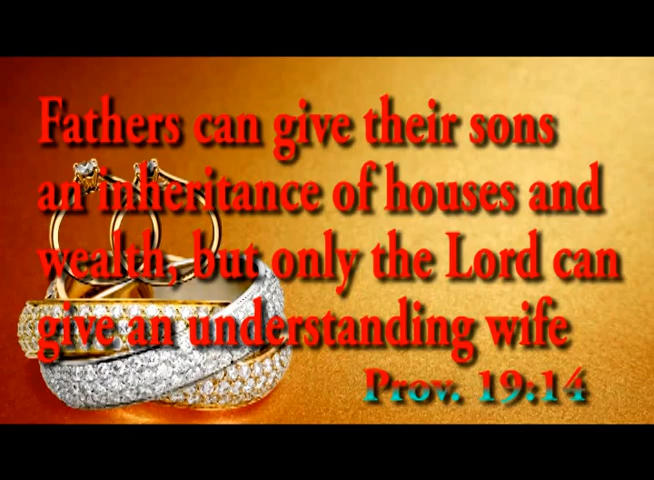 Fathers can give their sons
an inheritance of houses and
wealth, but only the Lord can
give an understanding wife
Prov. 19:14